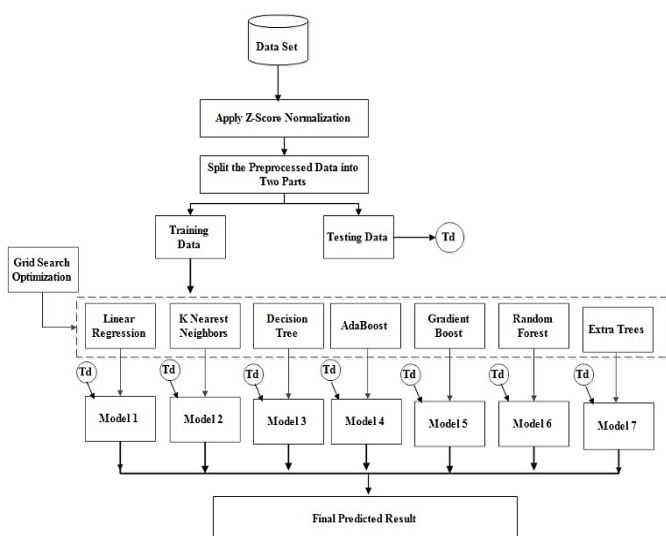 Data Set
Apply Z-Score Normalization
Split the Preprocessed Data into
Two Parts
Training
Data
Testing Data
Td
Grid Search
Optimization
Linear
Regression
K Nearest
Neighbors
Decision
Tree
AdaBoost
Gradient
Boost
Random
Forest
Extra Trees
Td
Td
Td
Td
Td
Td
Td
Model 1
Model 2
Model 3
Model 4
Model 5
Model 6
Model 7
Final Predicted Result